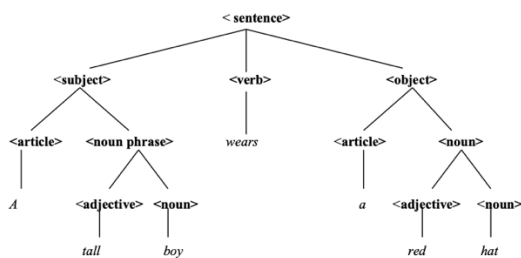 < sentence>
<subject> <verb> <object>
<article> <noun phrase> wears <article> <noun>
A <adjective> <noun> a <adjective> <noun>
tall boy red hat